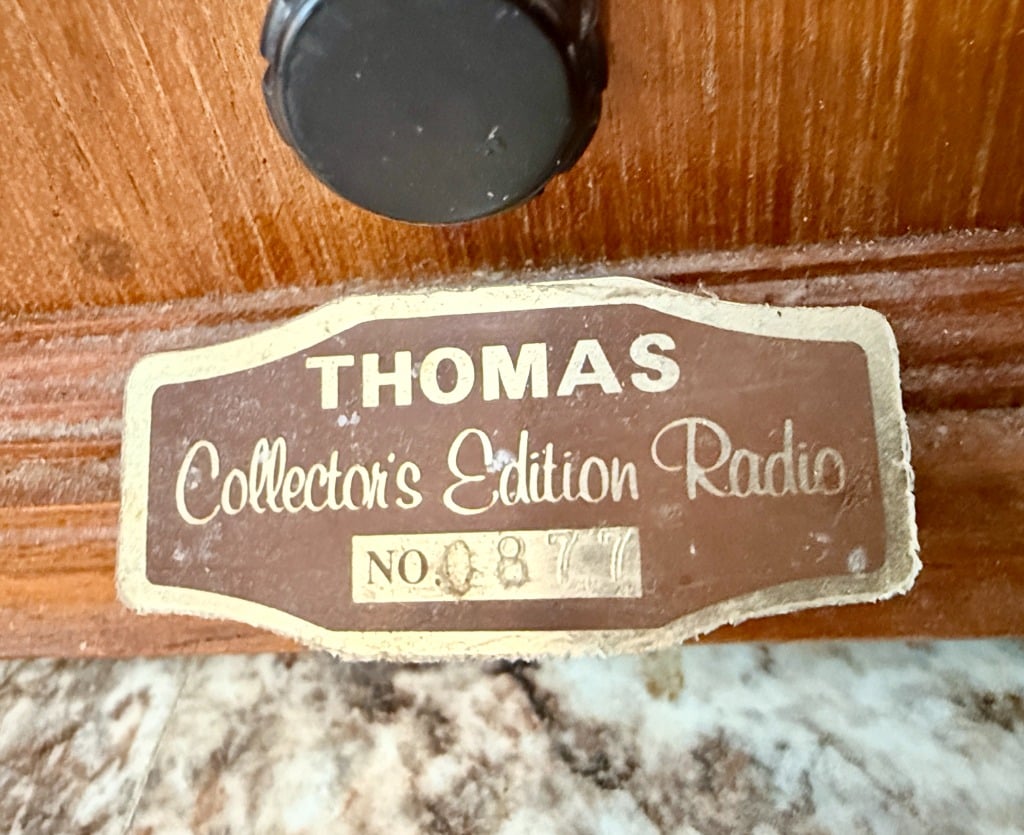 THOMAS
Collector's Edition Radio
NO. 0877